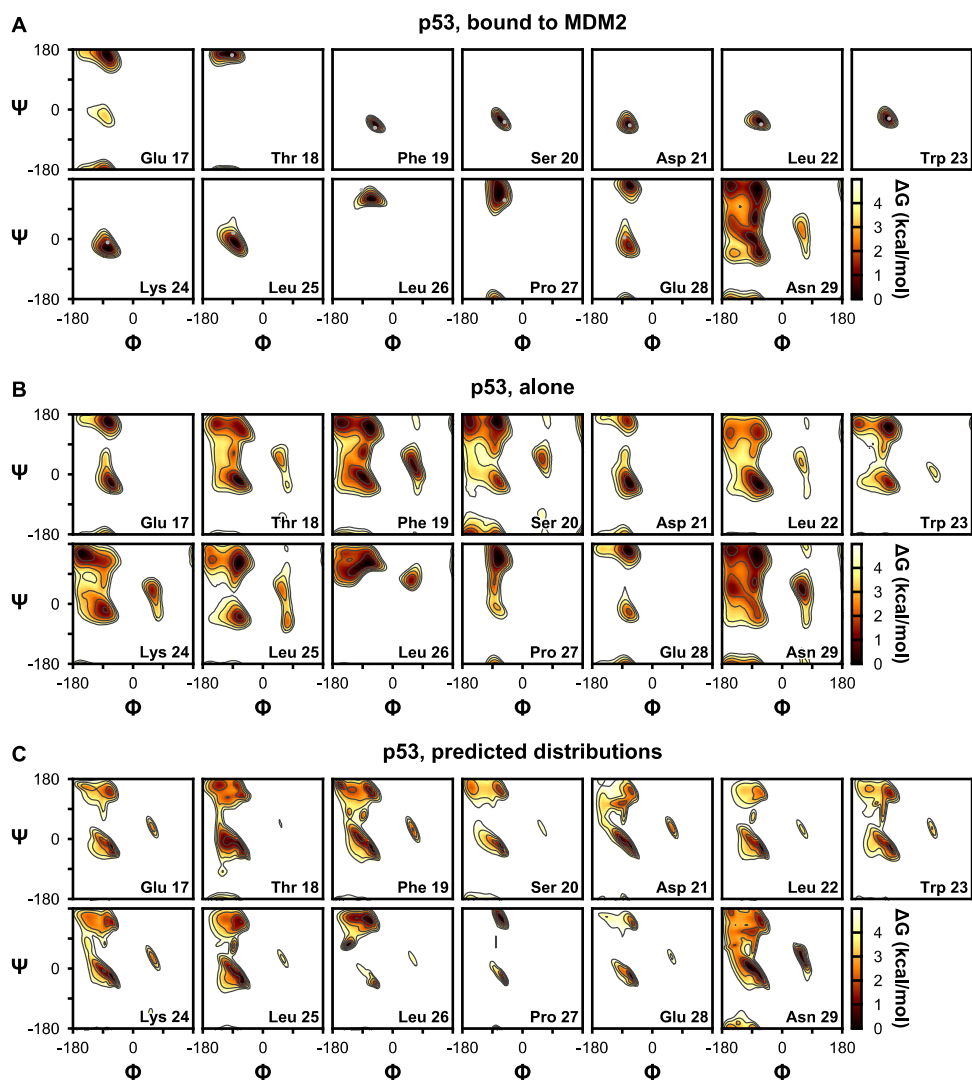 A
p53, bound to MDM2
180
Ψ 0
-180
Glu 17 Thr 18 Phe 19 Ser 20 Asp 21 Leu 22 Trp 23
Ψ 0
-180
Lys 24 Leu 25 Leu 26 Pro 27 Glu 28 Asn 29
4 3 2 1 0
ΔG (kcal/mol)
-180 0 -180 0 -180 0 -180 0 -180 0 -180 0 180
Φ Φ Φ Φ Φ Φ
B
p53, alone
180
Ψ 0
-180
Glu 17 Thr 18 Phe 19 Ser 20 Asp 21 Leu 22 Trp 23
Ψ 0
-180
Lys 24 Leu 25 Leu 26 Pro 27 Glu 28 Asn 29
4 3 2 1 0
ΔG (kcal/mol)
-180 0 -180 0 -180 0 -180 0 -180 0 -180 0 180
Φ Φ Φ Φ Φ Φ
C
p53, predicted distributions
180
Ψ 0
-180
Glu 17 Thr 18 Phe 19 Ser 20 Asp 21 Leu 22 Trp 23
Ψ 0
-180
Lys 24 Leu 25 Leu 26 Pro 27 Glu 28 Asn 29
4 3 2 1 0
ΔG (kcal/mol)
-180 0 -180 0 -180 0 -180 0 -180 0 -180 0 180
Φ Φ Φ Φ Φ Φ